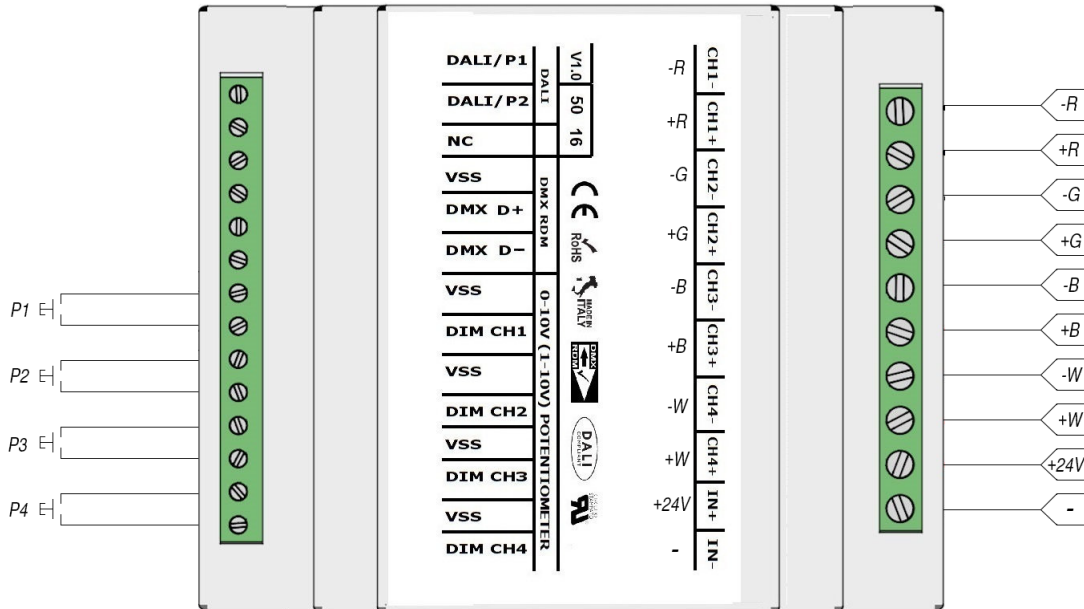 P1
P2
P3
P4
DALI/P1
DALI/P2
NC
VSS
DMX D+
DMX D-
VSS
DIM CH1
VSS
DIM CH2
VSS
DIM CH3
VSS
DIM CH4
DALI
DMX RDM
0-10V (1-10V) POTENTIOMETER
V1.0
50 16
CE
RoHS
MADE IN
ITALY
DMX
RDM
DALI
COMPLIANT
-R
+R
-G
+G
-B
+B
-W
+W
+24V
-
CH1-
CH1+
CH2-
CH2+
CH3-
CH3+
CH4-
CH4+
IN+
IN-
-R
+R
-G
+G
-B
+B
-W
+W
+24V
-